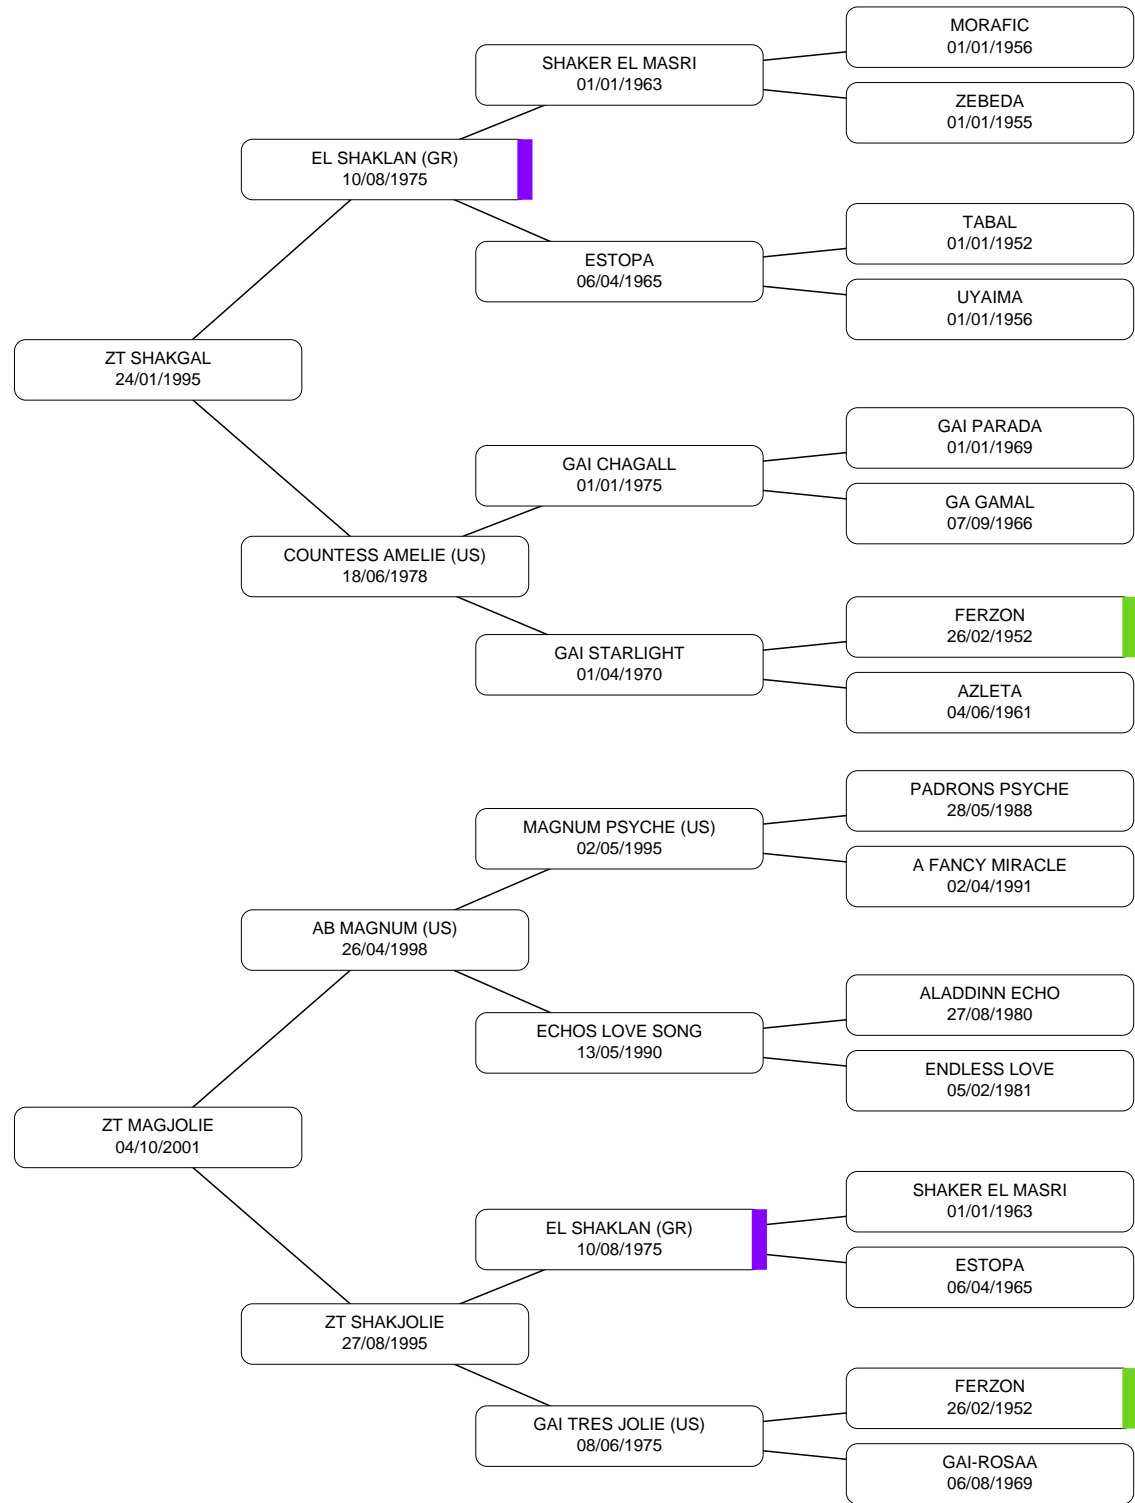 MORAFIC
01/01/1956
SHAKER EL MASRI
01/01/1963
ZEBEDA
01/01/1955
EL SHAKLAN (GR)
10/08/1975
TABAL
01/01/1952
ESTOPA
06/04/1965
UYAIMA
01/01/1956
ZT SHAKGAL
24/01/1995
GAI PARADA
01/01/1969
GAI CHAGALL
01/01/1975
GA GAMAL
07/09/1966
COUNTESS AMELIE (US)
18/06/1978
FERZON
26/02/1952
GAI STARLIGHT
01/04/1970
AZLETA
04/06/1961
PADRONS PSYCHE
28/05/1988
MAGNUM PSYCHE (US)
02/05/1995
A FANCY MIRACLE
02/04/1991
AB MAGNUM (US)
26/04/1998
ALADDINN ECHO
27/08/1980
ECHOS LOVE SONG
13/05/1990
ENDLESS LOVE
05/02/1981
ZT MAGJOLIE
04/10/2001
SHAKER EL MASRI
01/01/1963
EL SHAKLAN (GR)
10/08/1975
ESTOPA
06/04/1965
ZT SHAKJOLIE
27/08/1995
FERZON
26/02/1952
GAI TRES JOLIE (US)
08/06/1975
GAI-ROSAA
06/08/1969